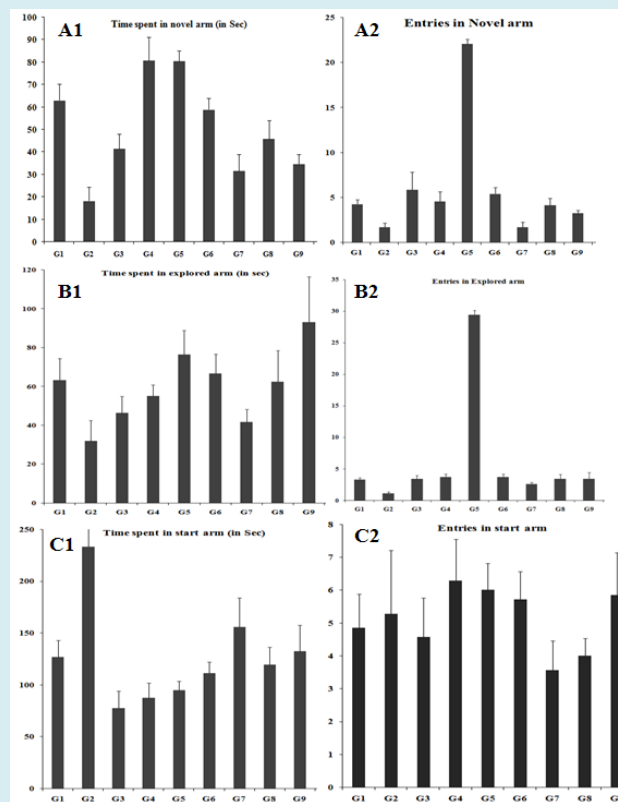 A1
Time spent in novel arm (in Sec)
100
90
80
70
60
50
40
30
20
10
0
G1 G2 G3 G4 G5 G6 G7 G8 G9
A2
Entries in Novel arm
25
20
15
10
5
0
G1 G2 G3 G4 G5 G6 G7 G8 G9
B1
Time spent in explored arm (in sec)
120
100
80
60
40
20
0
G1 G2 G3 G4 G5 G6 G7 G8 G9
B2
Entries in Explored arm
35
30
25
20
15
10
5
0
G1 G2 G3 G4 G5 G6 G7 G8 G9
C1
Time spent in start arm (in Sec)
250
200
150
100
50
0
G1 G2 G3 G4 G5 G6 G7 G8 G9
C2
Entries in start arm
8
7
6
5
4
3
2
1
0
G1 G2 G3 G4 G5 G6 G7 G8